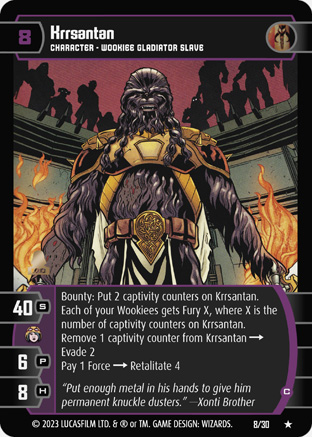 8
Krrsantan
CHARACTER - WOOKIEE GLADIATOR SLAVE
40 S
6 P
8 H
Bounty: Put 2 captivity counters on Krrsantan.
Each of your Wookiees gets Fury X, where X is the
number of captivity counters on Krrsantan.
Remove 1 captivity counter from Krrsantan →
Evade 2
Pay 1 Force → Retalitate 4
“Put enough metal in his hands to give him
permanent knuckle dusters.” —Xonti Brother
C
© 2023 LUCASFILM LTD. & ® or TM. GAME DESIGN: WIZARDS.
8/30